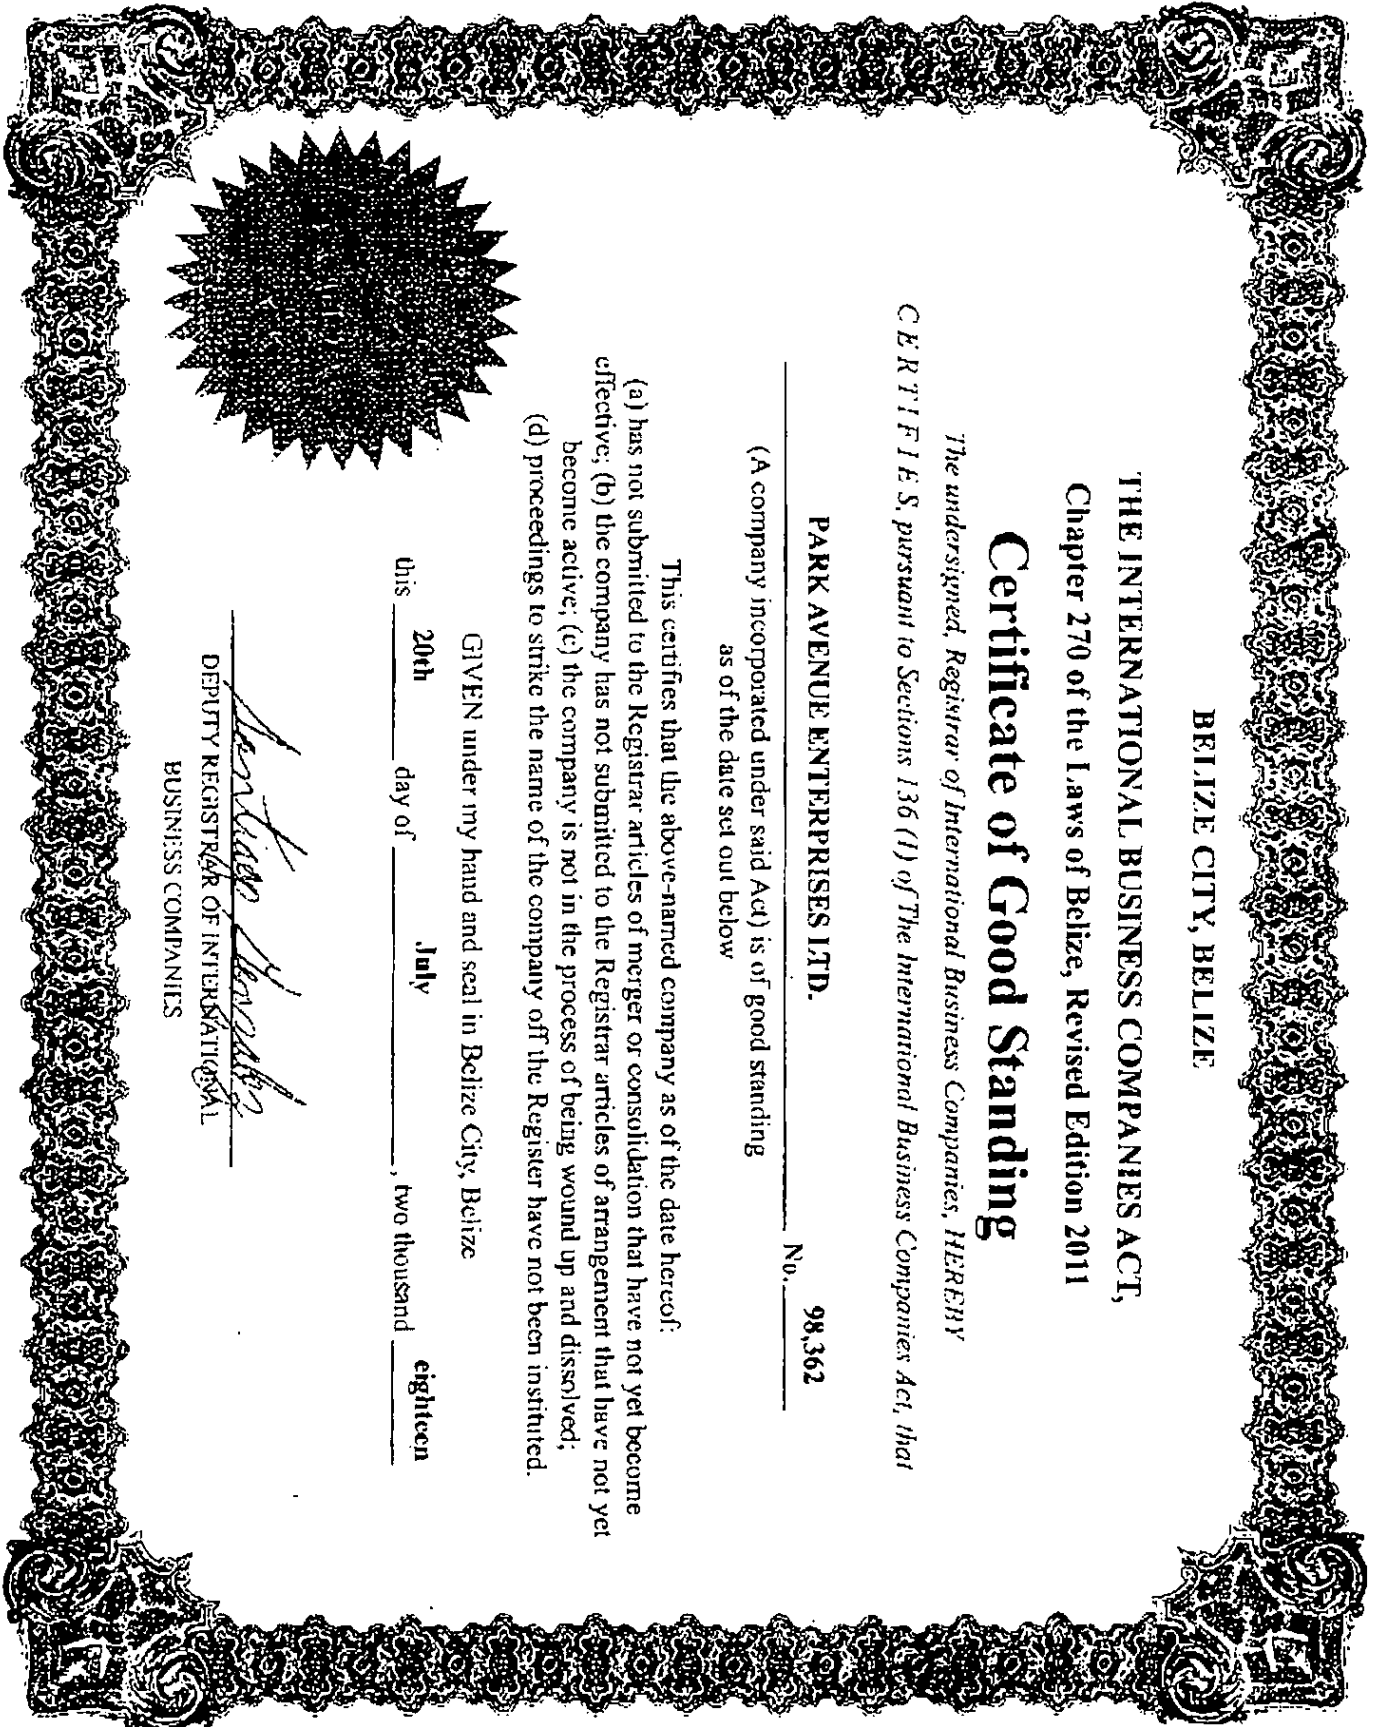 BELIZE CITY, BELIZE
THE INTERNATIONAL BUSINESS COMPANIES ACT,
Chapter 270 of the Laws of Belize, Revised Edition 2011
Certificate of Good Standing
The undersigned, Registrar of International Business Companies, HEREBY
CERTIFIES, pursuant to Sections 136 (1) of The International Business Companies Act, that
PARK AVENUE ENTERPRISES LTD. No. 98,362
(A company incorporated under said Act) is of good standing
as of the date set out below
This certifies that the above-named company as of the date hereof:
(a) has not submitted to the Registrar articles of merger or consolidation that have not yet become
effective; (b) the company has not submitted to the Registrar articles of arrangement that have not yet
become active; (c) the company is not in the process of being wound up and dissolved;
(d) proceedings to strike the name of the company off the Register have not been instituted.
GIVEN under my hand and seal in Belize City, Belize
this 20th day of July, two thousand eighteen
DEPUTY REGISTRAR OF INTERNATIONAL
BUSINESS COMPANIES